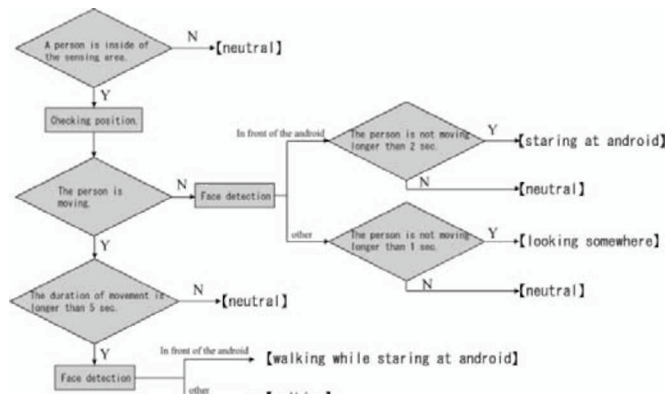 A person is inside of
the sensing area.
N
【neutral】
Y
Checking position.
In front of the android
The person is not moving
longer than 2 sec.
Y
【staring at android】
N
【neutral】
The person is
moving.
N
Face detection
other
The person is not moving
longer than 1 sec.
Y
【looking somewhere】
N
【neutral】
Y
The duration of movement is
longer than 5 sec.
N
【neutral】
Y
Face detection
In front of the android
【walking while staring at android】
other